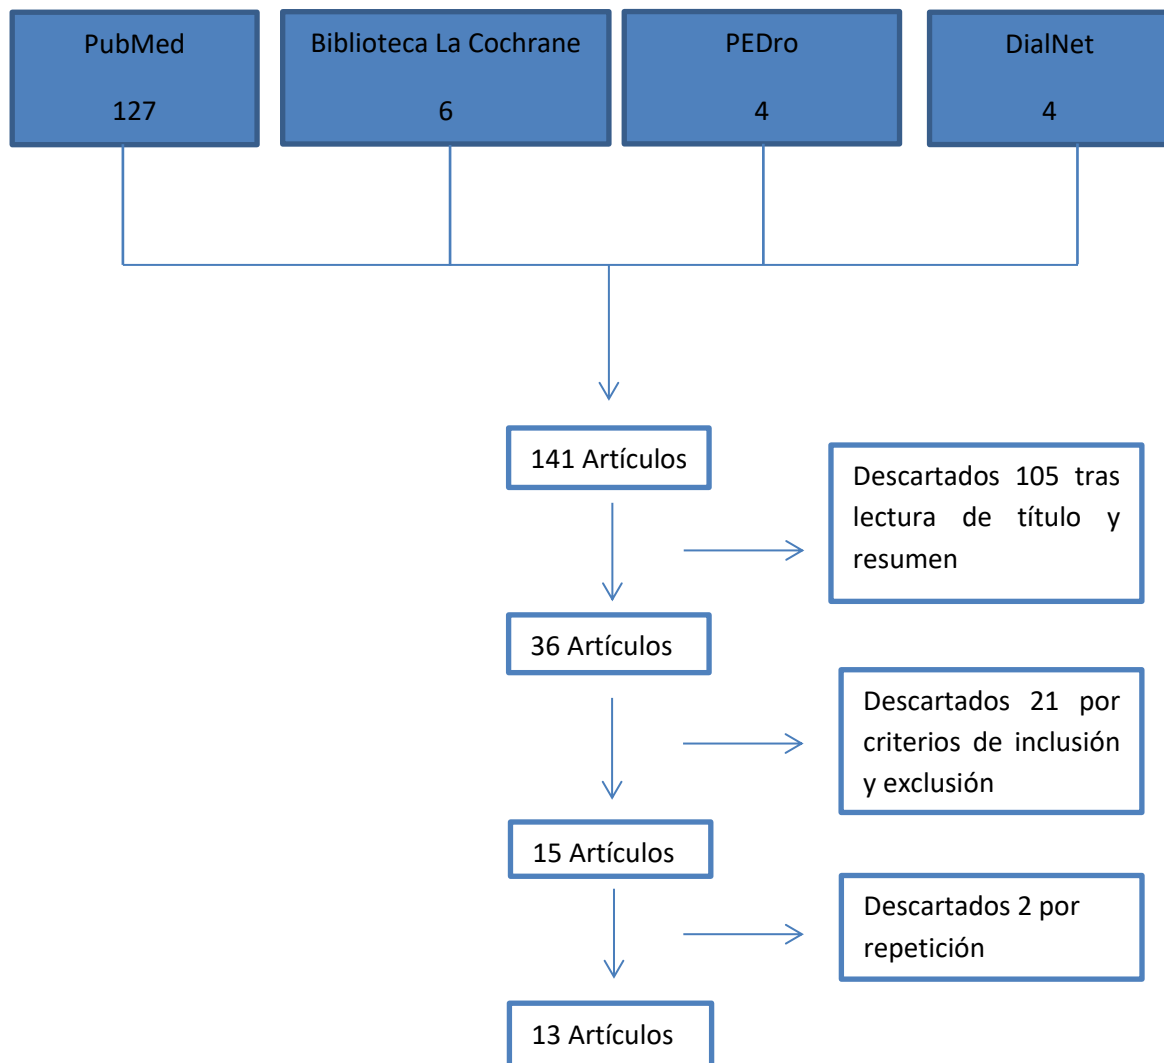 PubMed
127
Biblioteca La Cochrane
6
PEDro
4
DialNet
4
141 Artículos
Descartados 105 tras
lectura de título y
resumen
36 Artículos
Descartados 21 por
criterios de inclusión
y exclusión
15 Artículos
Descartados 2 por
repetición
13 Artículos